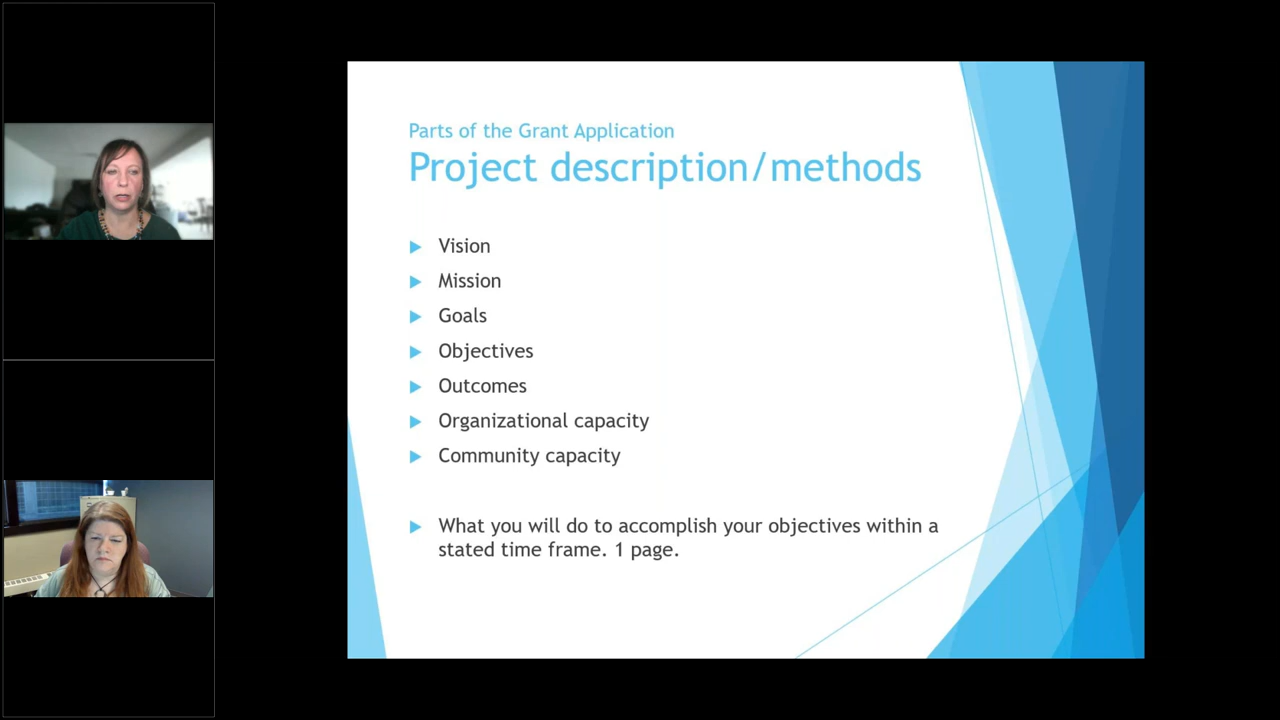 Parts of the Grant Application
Project description/methods
Vision
Mission
Goals
Objectives
Outcomes
Organizational capacity
Community capacity
What you will do to accomplish your objectives within a
stated time frame. 1 page.